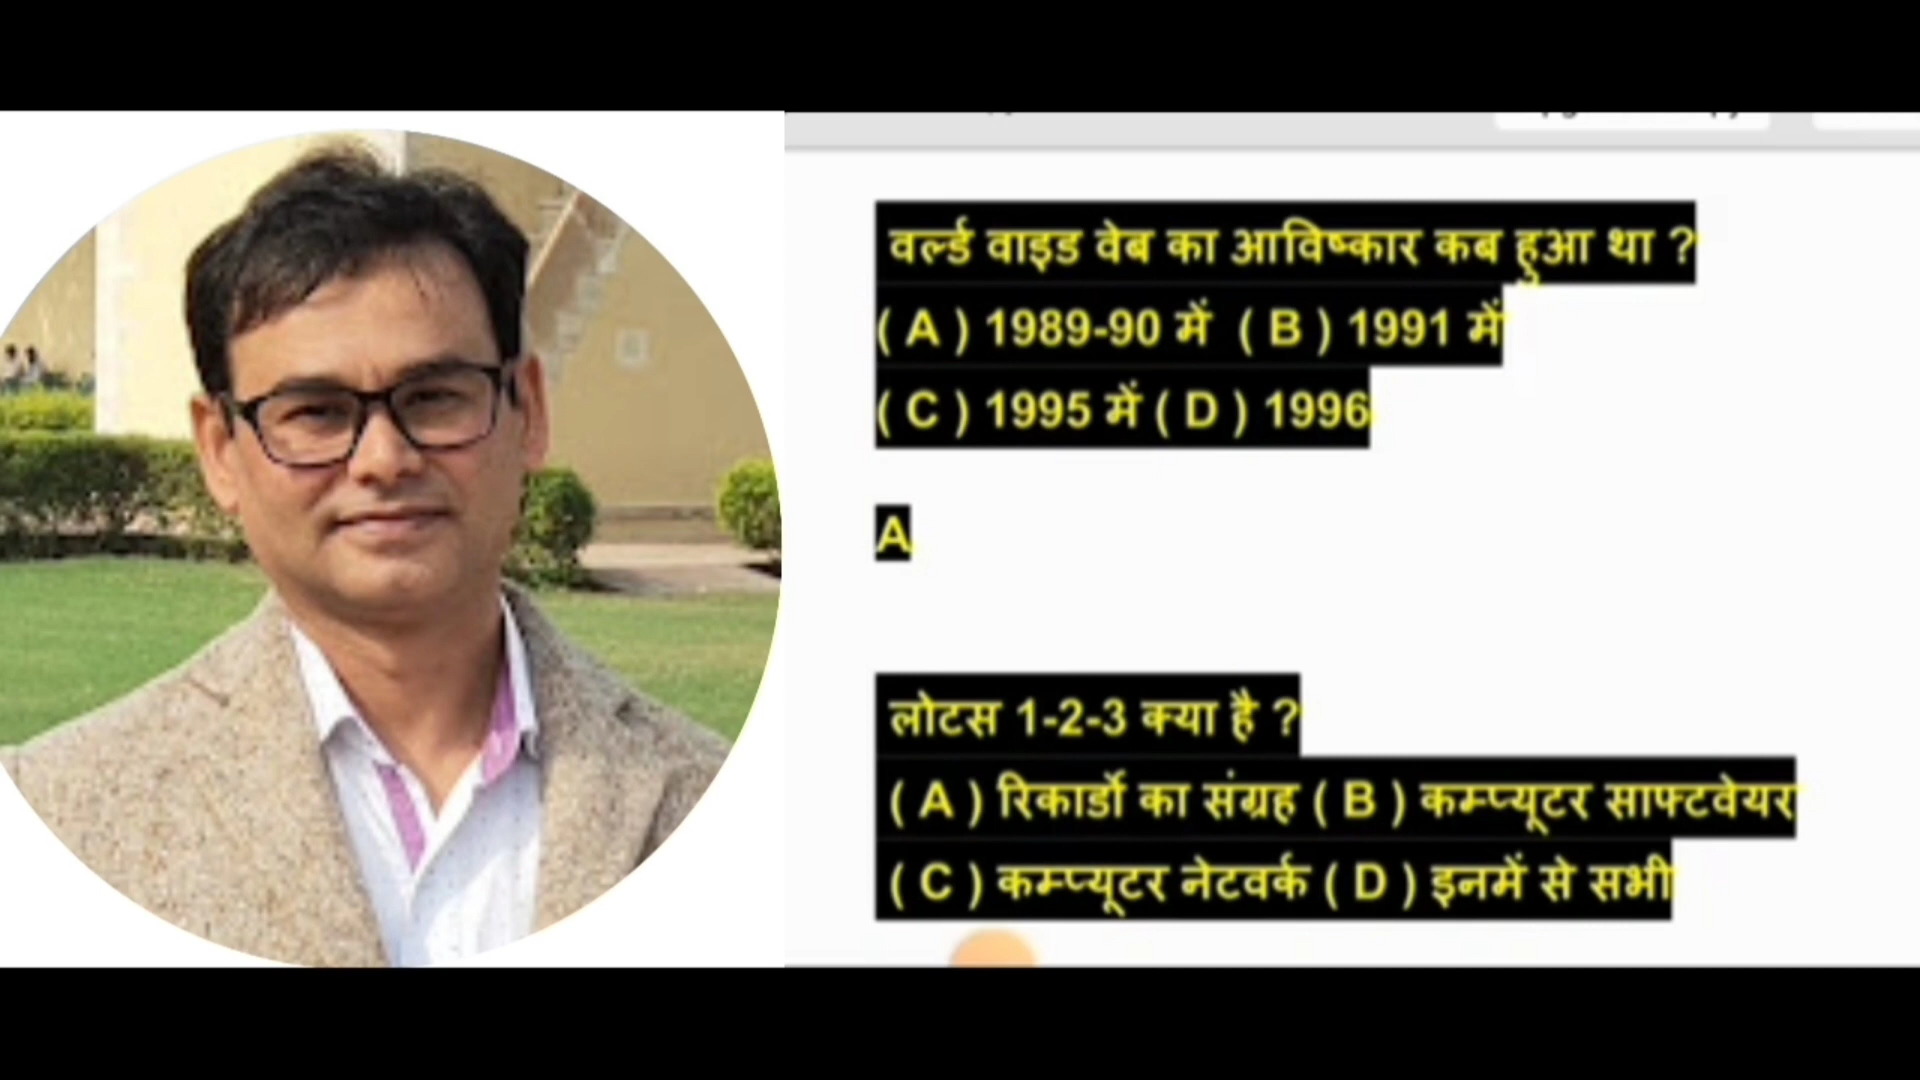 वर्ल्ड वाइड वेब का आविष्कार कब हुआ था ?
( A ) 1989-90 में ( B ) 1991 में
( C ) 1995 में ( D ) 1996
A
लोटस 1-2-3 क्या है ?
( A ) रिकार्डो का संग्रह ( B ) कम्प्यूटर साफ्टवेयर
( C ) कम्प्यूटर नेटवर्क ( D ) इनमें से सभी